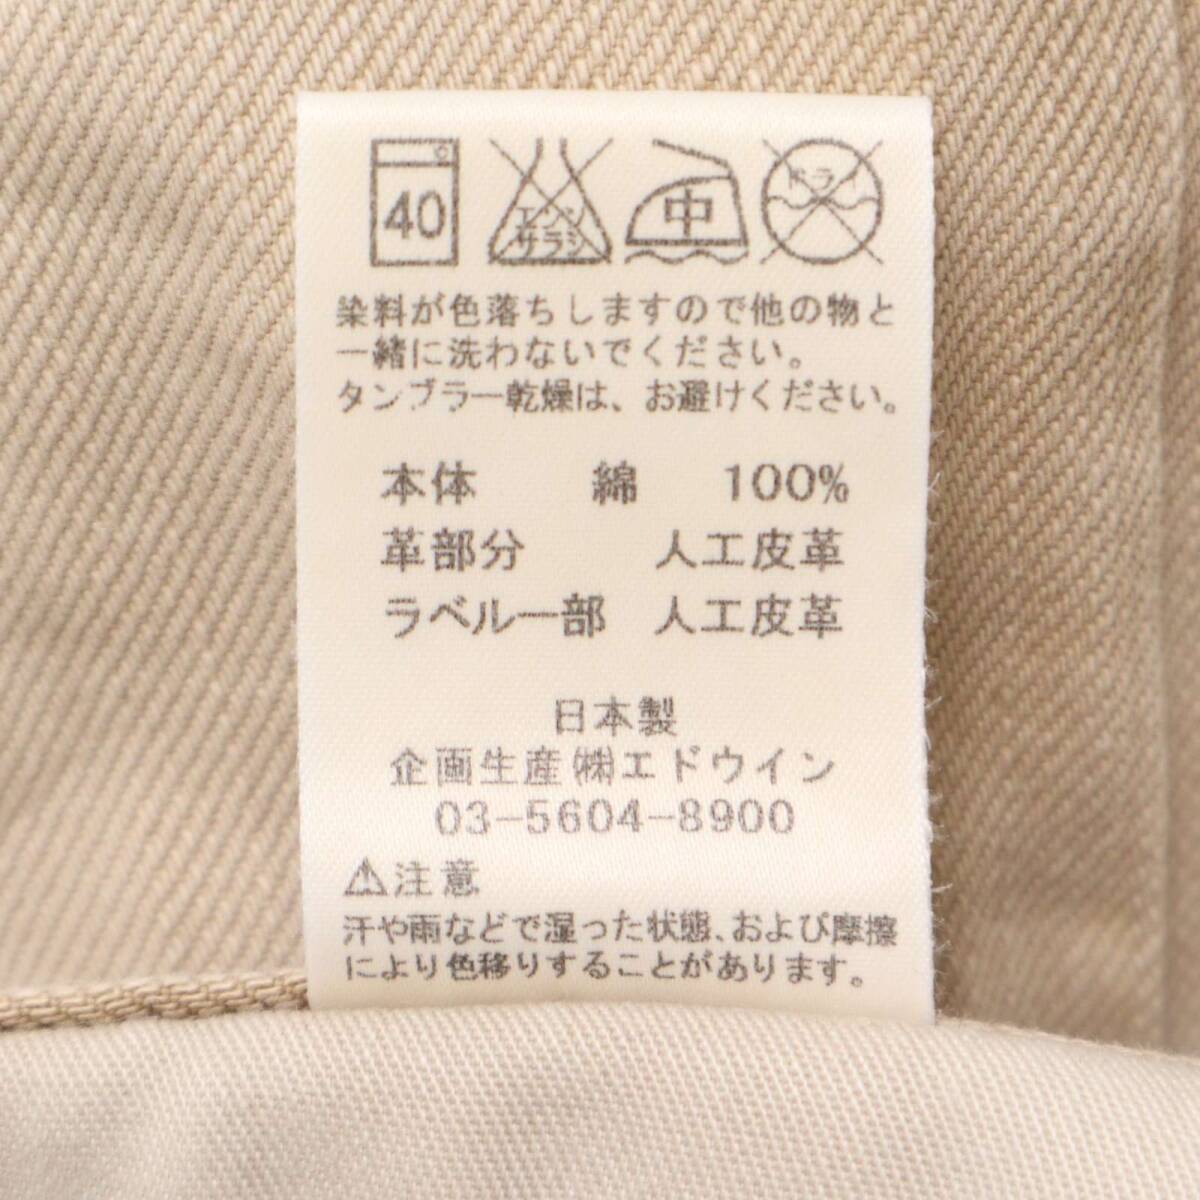 40
エンソ
サラシ
中
ドライ
染料が色落ちしますので他の物と
一緒に洗わないでください。
タンブラー乾燥は、お避けください。
本体 綿 100%
革部分 人工皮革
ラベル一部 人工皮革
日本製
企画生産㈱エドウイン
03-5604-8900
⚠注意
汗や雨などで湿った状態、および摩擦
により色移りすることがあります。